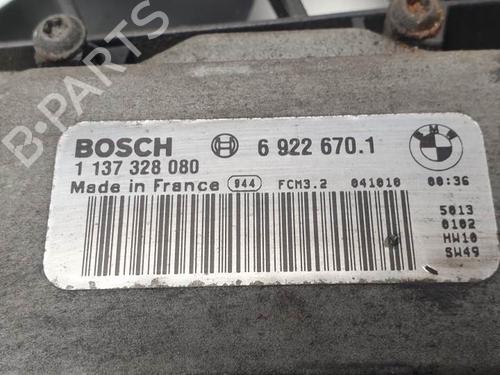 BOSCH 6 922 670.1 BMW
1 137 328 080
Made in France 944 FCM3.2 041010 00:36
5013
0102
HW10
SW49
B-PARTS